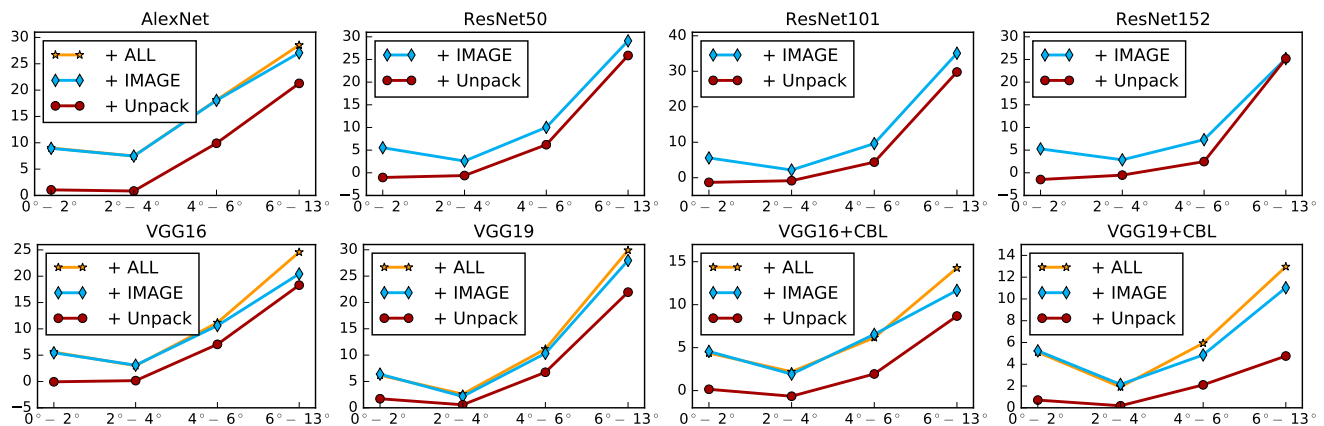 AlexNet
30
25
20
15
10
5
0
+ ALL
+ IMAGE
+ Unpack
0° − 2° 2° − 4° 4° − 6° 6° − 13°
ResNet50
30
25
20
15
10
5
0
−5
+ IMAGE
+ Unpack
0° − 2° 2° − 4° 4° − 6° 6° − 13°
ResNet101
40
30
20
10
0
+ IMAGE
+ Unpack
0° − 2° 2° − 4° 4° − 6° 6° − 13°
ResNet152
30
25
20
15
10
5
0
−5
+ IMAGE
+ Unpack
0° − 2° 2° − 4° 4° − 6° 6° − 13°
VGG16
25
20
15
10
5
0
−5
+ ALL
+ IMAGE
+ Unpack
0° − 2° 2° − 4° 4° − 6° 6° − 13°
VGG19
30
25
20
15
10
5
0
+ ALL
+ IMAGE
+ Unpack
0° − 2° 2° − 4° 4° − 6° 6° − 13°
VGG16+CBL
15
10
5
0
+ ALL
+ IMAGE
+ Unpack
0° − 2° 2° − 4° 4° − 6° 6° − 13°
VGG19+CBL
14
12
10
8
6
4
2
0
+ ALL
+ IMAGE
+ Unpack
0° − 2° 2° − 4° 4° − 6° 6° − 13°